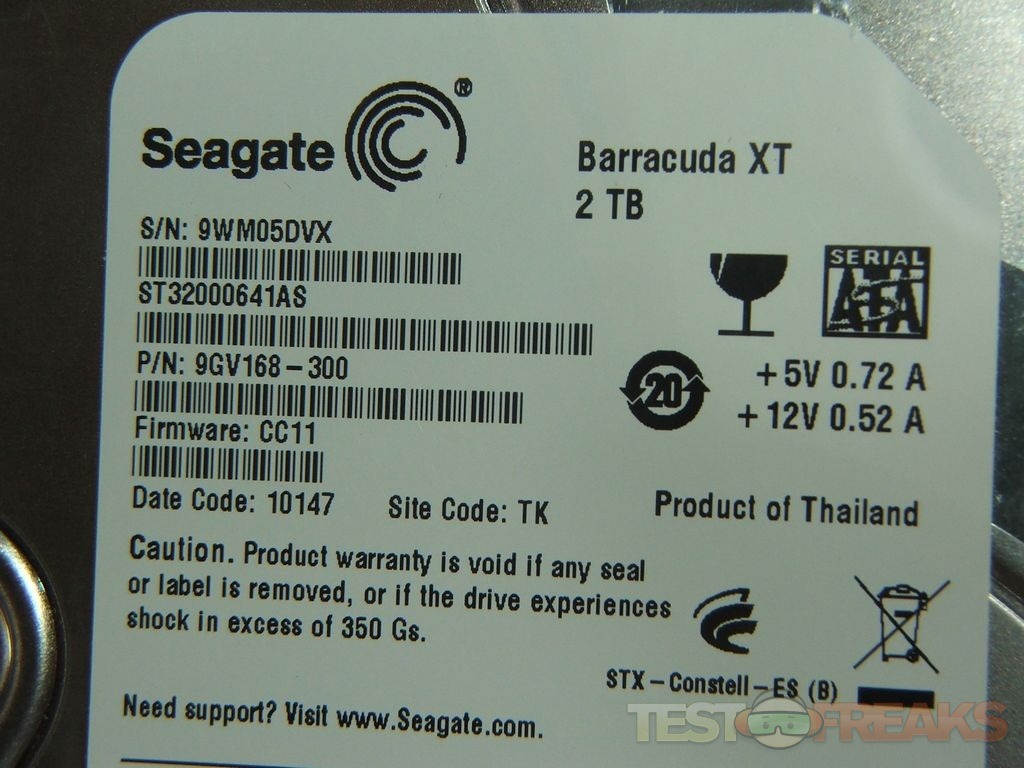 Seagate ®
Barracuda XT
2 TB
S/N: 9WM05DVX
ST32000641AS
SERIAL
ATA
P/N: 9GV168-300
20
+5V 0.72 A
+12V 0.52 A
Firmware: CC11
Date Code: 10147 Site Code: TK
Product of Thailand
Caution. Product warranty is void if any seal
or label is removed, or if the drive experiences
shock in excess of 350 Gs.
STX-Constell-ES (B)
Need support? Visit www.Seagate.com.
TESTFREAKS